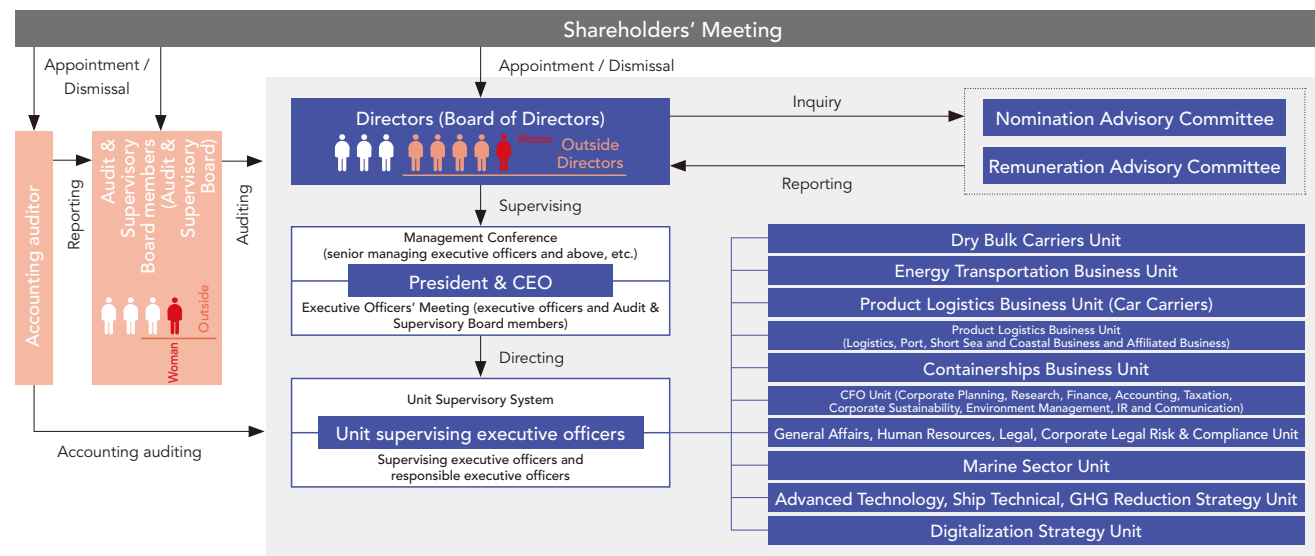 Shareholders' Meeting
Appointment /
Dismissal
Appointment / Dismissal
Accounting auditor
Reporting
Audit &
Supervisory
Board members
(Audit &
Supervisory
Board)
Woman
Outside
Auditing
Accounting auditing
Directors (Board of Directors)
Woman
Outside
Directors
Inquiry
Reporting
Nomination Advisory Committee
Remuneration Advisory Committee
Supervising
Management Conference
(senior managing executive officers and above, etc.)
President & CEO
Executive Officers' Meeting (executive officers and Audit &
Supervisory Board members)
Directing
Unit Supervisory System
Unit supervising executive officers
Supervising executive officers and
responsible executive officers
Dry Bulk Carriers Unit
Energy Transportation Business Unit
Product Logistics Business Unit (Car Carriers)
Product Logistics Business Unit
(Logistics, Port, Short Sea and Coastal Business and Affiliated Business)
Containerships Business Unit
CFO Unit (Corporate Planning, Research, Finance, Accounting, Taxation,
Corporate Sustainability, Environment Management, IR and Communication)
General Affairs, Human Resources, Legal, Corporate Legal Risk & Compliance Unit
Marine Sector Unit
Advanced Technology, Ship Technical, GHG Reduction Strategy Unit
Digitalization Strategy Unit